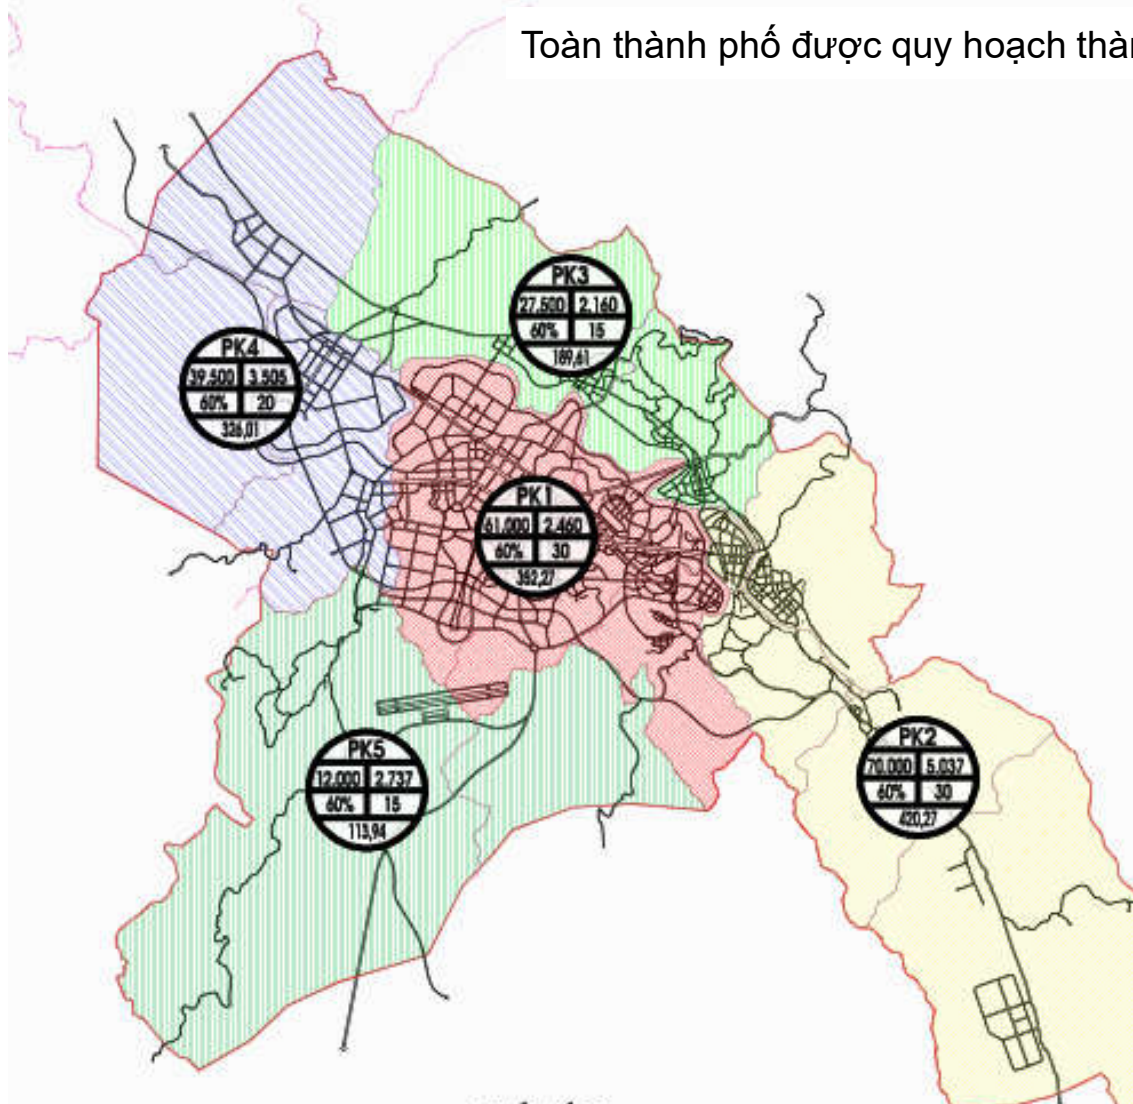 Toàn thành phố được quy hoạch thàn
PK3
27.500 2.160
60% 15
189,61
PK4
39.500 3.505
60% 20
326,01
PK1
61.000 2.460
60% 30
352,27
PK5
12.000 2.737
60% 15
113,94
PK2
70.000 5.037
60% 30
420,27